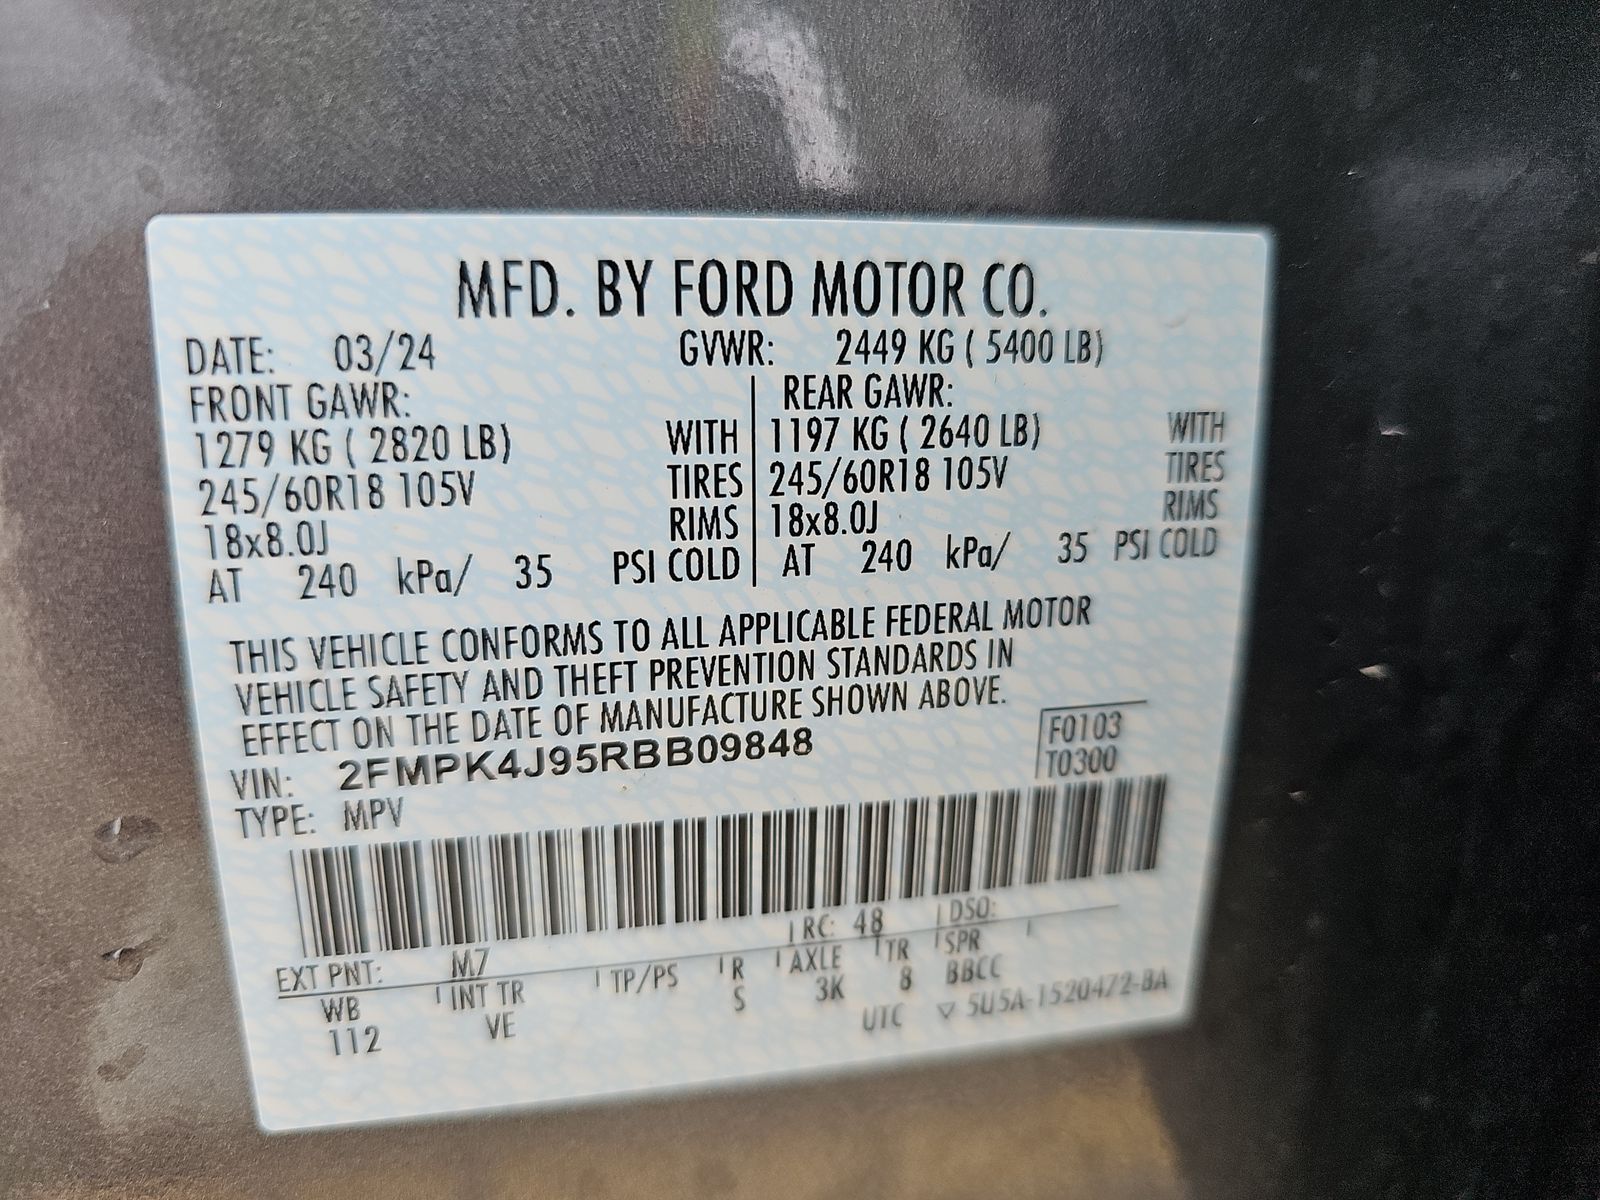 MFD. BY FORD MOTOR CO.
DATE: 03/24 GVWR: 2449 KG ( 5400 LB)
FRONT GAWR: REAR GAWR:
1279 KG ( 2820 LB) WITH 1197 KG ( 2640 LB) WITH
245/60R18 105V TIRES 245/60R18 105V TIRES
18x8.0J RIMS 18x8.0J RIMS
AT 240 kPa/ 35 PSI COLD AT 240 kPa/ 35 PSI COLD
THIS VEHICLE CONFORMS TO ALL APPLICABLE FEDERAL MOTOR
VEHICLE SAFETY AND THEFT PREVENTION STANDARDS IN
EFFECT ON THE DATE OF MANUFACTURE SHOWN ABOVE.
VIN: 2FMPK4J95RBB09848 F0103
TYPE: MPV T0300
EXT PNT: M7 RC: 48 DSO:
WB INT TR TP/PS R AXLE TR SPR
112 VE S 3K 8 BBCC
UTC ▽ 5U5A-1520472-BA